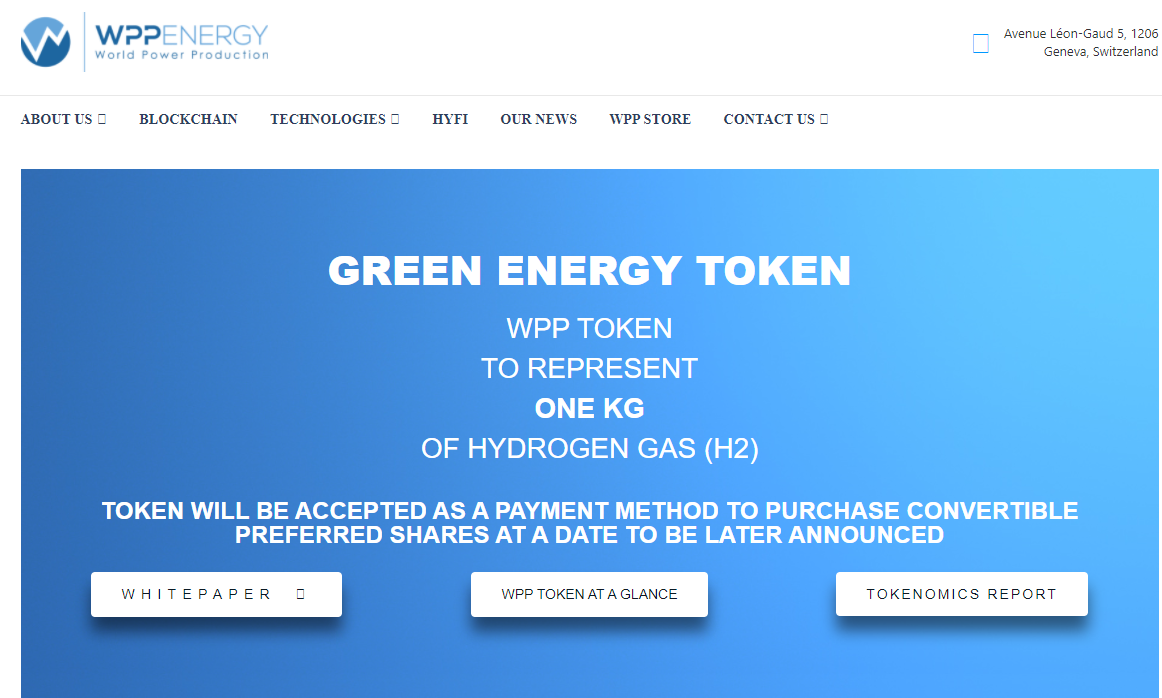 WPPENERGY
World Power Production
Avenue Léon-Gaud 5, 1206
Geneva, Switzerland
ABOUT US
BLOCKCHAIN
TECHNOLOGIES
HYFI
OUR NEWS
WPP STORE
CONTACT US
GREEN ENERGY TOKEN
WPP TOKEN
TO REPRESENT
ONE KG
OF HYDROGEN GAS (H2)
TOKEN WILL BE ACCEPTED AS A PAYMENT METHOD TO PURCHASE CONVERTIBLE
PREFERRED SHARES AT A DATE TO BE LATER ANNOUNCED
WHITEPAPER
WPP TOKEN AT A GLANCE
TOKENOMICS REPORT